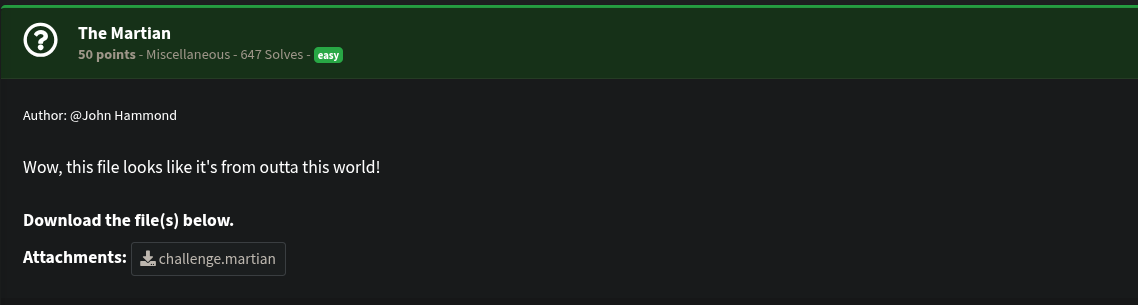 The Martian
50 points - Miscellaneous - 647 Solves - easy
Author: @John Hammond
Wow, this file looks like it's from outta this world!
Download the file(s) below.
Attachments: challenge.martian